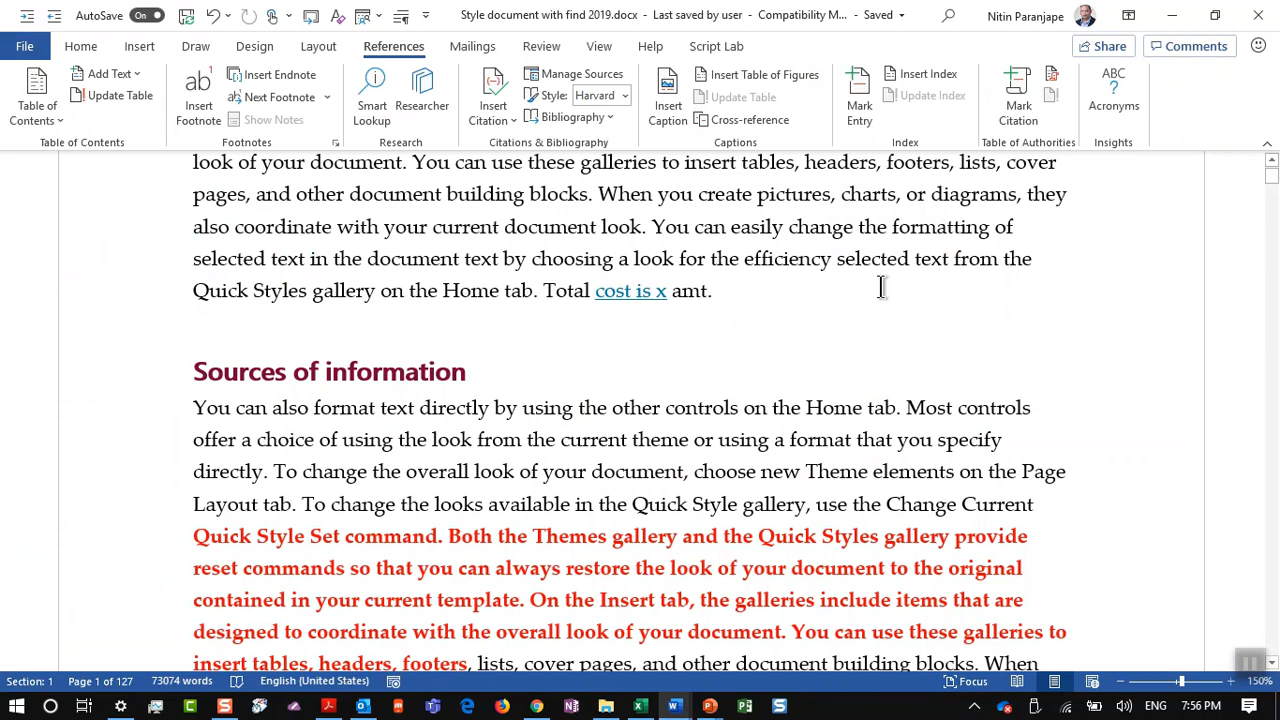 AutoSave On Style document with find 2019.docx - Last saved by user - Compatibility M... - Saved Nitin Paranjape
File Home Insert Draw Design Layout References Mailings Review View Help Script Lab Share Comments
Table of Contents
Add Text
Update Table
Table of Contents
ab1
Insert Footnote
Insert Endnote
ab1 Next Footnote
Show Notes
Footnotes
Smart Lookup
Researcher
Research
Insert Citation
Manage Sources
Style: Harvard
Bibliography
Citations & Bibliography
Insert Caption
Insert Table of Figures
Update Table
Cross-reference
Captions
Mark Entry
Insert Index
Update Index
Index
Mark Citation
Table of Authorities
ABC
?
Acronyms
Insights
look of your document. You can use these galleries to insert tables, headers, footers, lists, cover
pages, and other document building blocks. When you create pictures, charts, or diagrams, they
also coordinate with your current document look. You can easily change the formatting of
selected text in the document text by choosing a look for the efficiency selected text from the
Quick Styles gallery on the Home tab. Total cost is x amt.
Sources of information
You can also format text directly by using the other controls on the Home tab. Most controls
offer a choice of using the look from the current theme or using a format that you specify
directly. To change the overall look of your document, choose new Theme elements on the Page
Layout tab. To change the looks available in the Quick Style gallery, use the Change Current
Quick Style Set command. Both the Themes gallery and the Quick Styles gallery provide
reset commands so that you can always restore the look of your document to the original
contained in your current template. On the Insert tab, the galleries include items that are
designed to coordinate with the overall look of your document. You can use these galleries to
insert tables, headers, footers, lists, cover pages, and other document building blocks. When
Section: 1 Page 1 of 127 73074 words English (United States) Focus 150%
ENG 7:56 PM